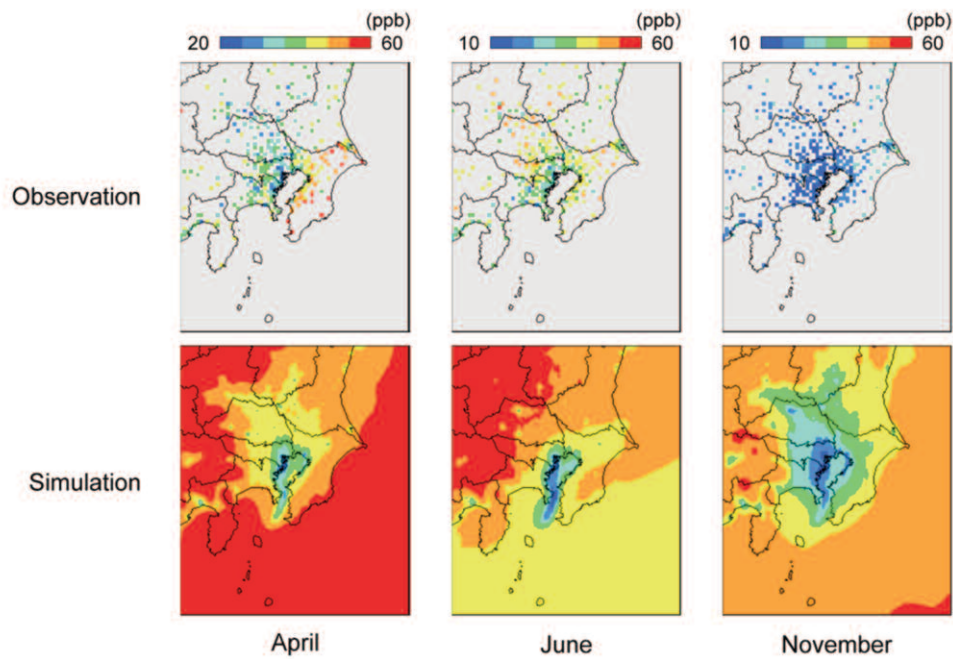 (ppb) (ppb) (ppb)
20 60 10 60 10 60
Observation
Simulation
April June November